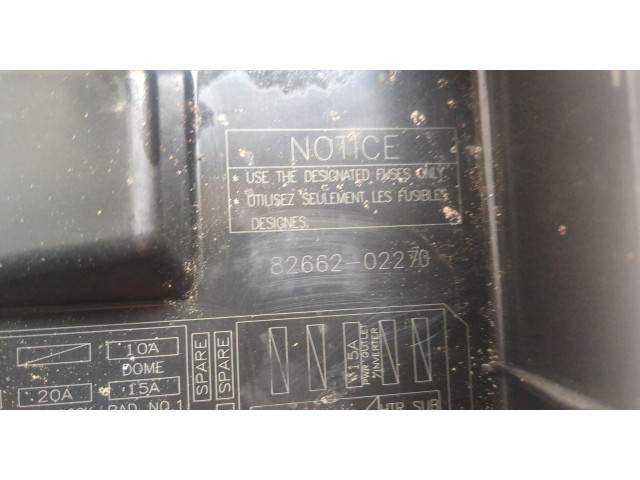 NOTICE
* USE THE DESIGNATED FUSES ONLY.
* UTILISEZ SEULEMENT LES FUSIBLES
DESIGNES.
82662-02270
10A
DOME
SPARE
SPARE
15A
PWR OUTLET
/INVERTER
20A
15A
RAD NO.1
HTR SUB